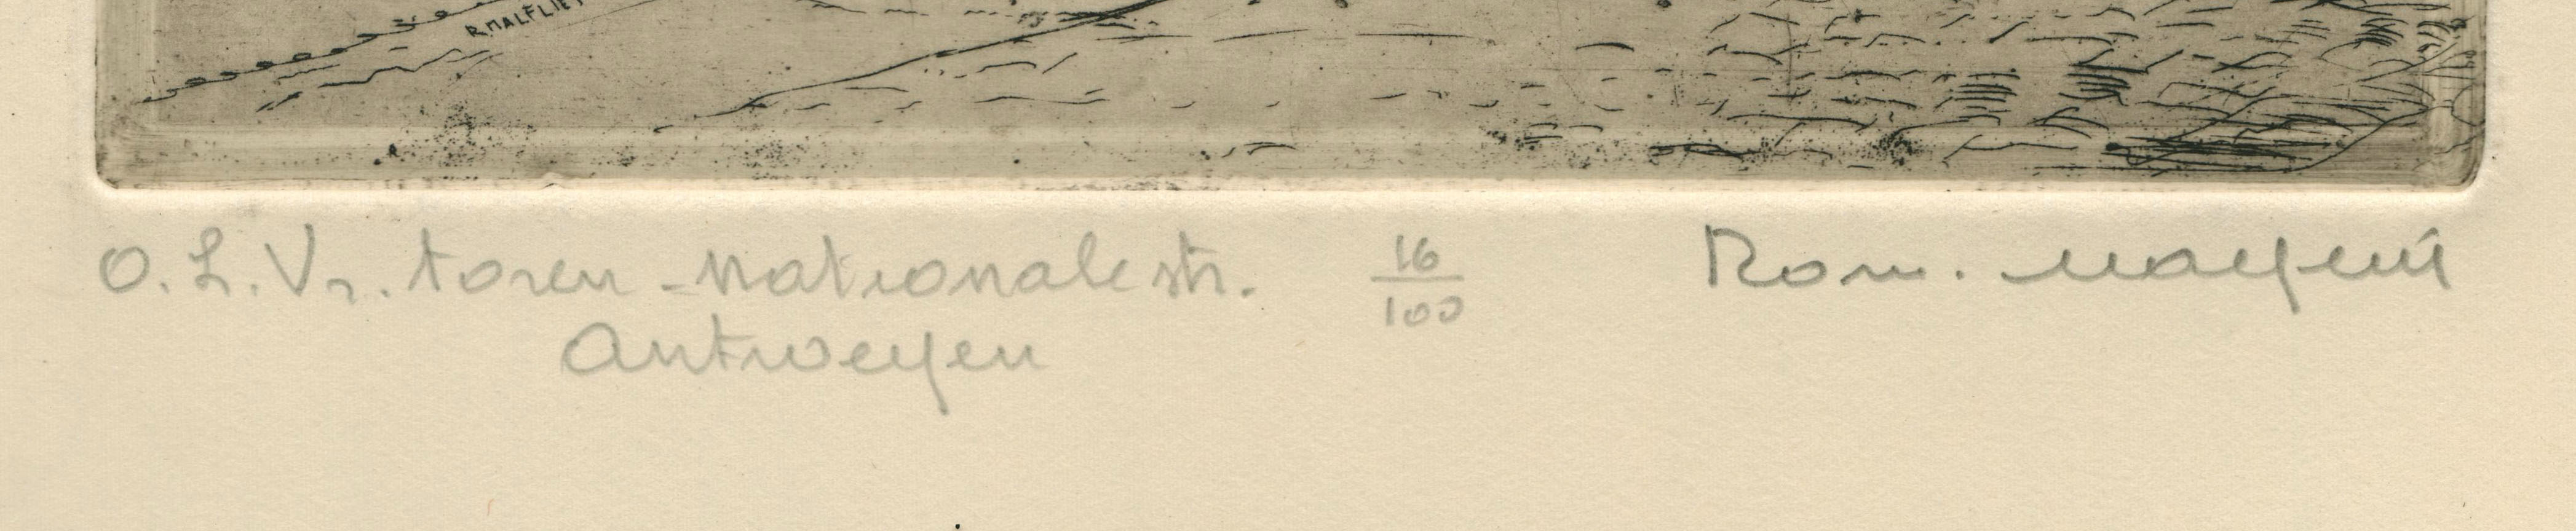 R. MALFLIET
O. L. Vr. toren - Nationalestr. 16/100 Rom. Malfliet
Antwerpen